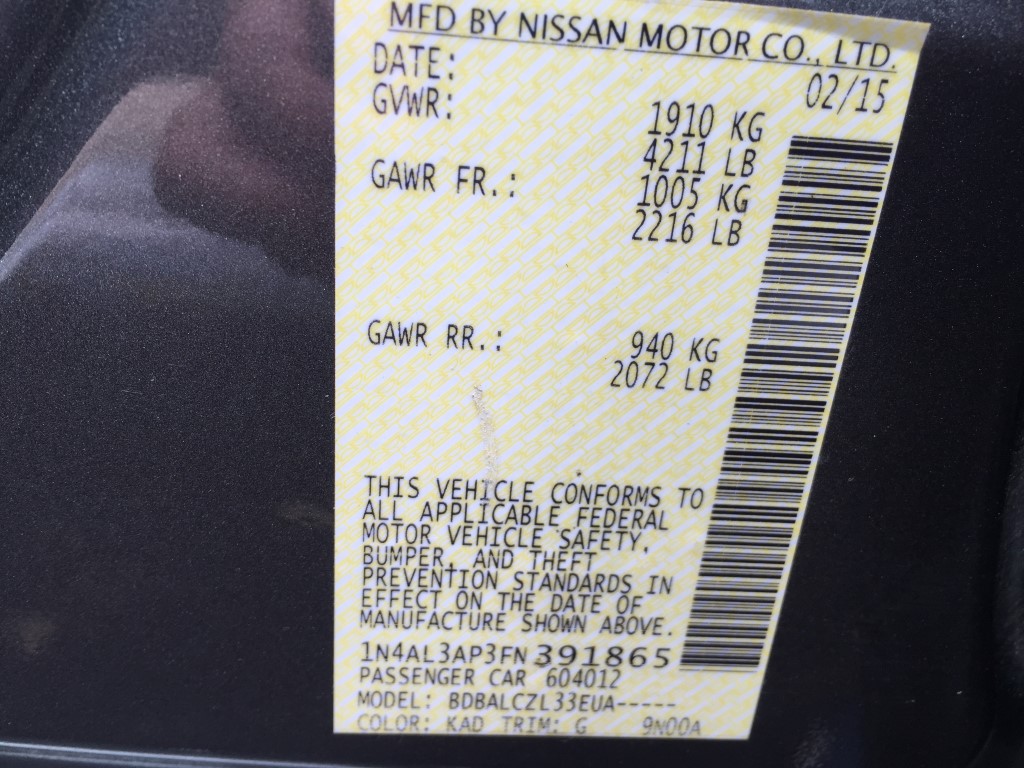 MFD BY NISSAN MOTOR CO., LTD.
DATE: 02/15
GVWR: 1910 KG
4211 LB
GAWR FR.: 1005 KG
2216 LB
GAWR RR.: 940 KG
2072 LB
THIS VEHICLE CONFORMS TO
ALL APPLICABLE FEDERAL
MOTOR VEHICLE SAFETY,
BUMPER, AND THEFT
PREVENTION STANDARDS IN
EFFECT ON THE DATE OF
MANUFACTURE SHOWN ABOVE.
1N4AL3AP3FN391865
PASSENGER CAR 604012
MODEL: BDBALCZL33EUA-----
COLOR: KAD TRIM: G 9N00A